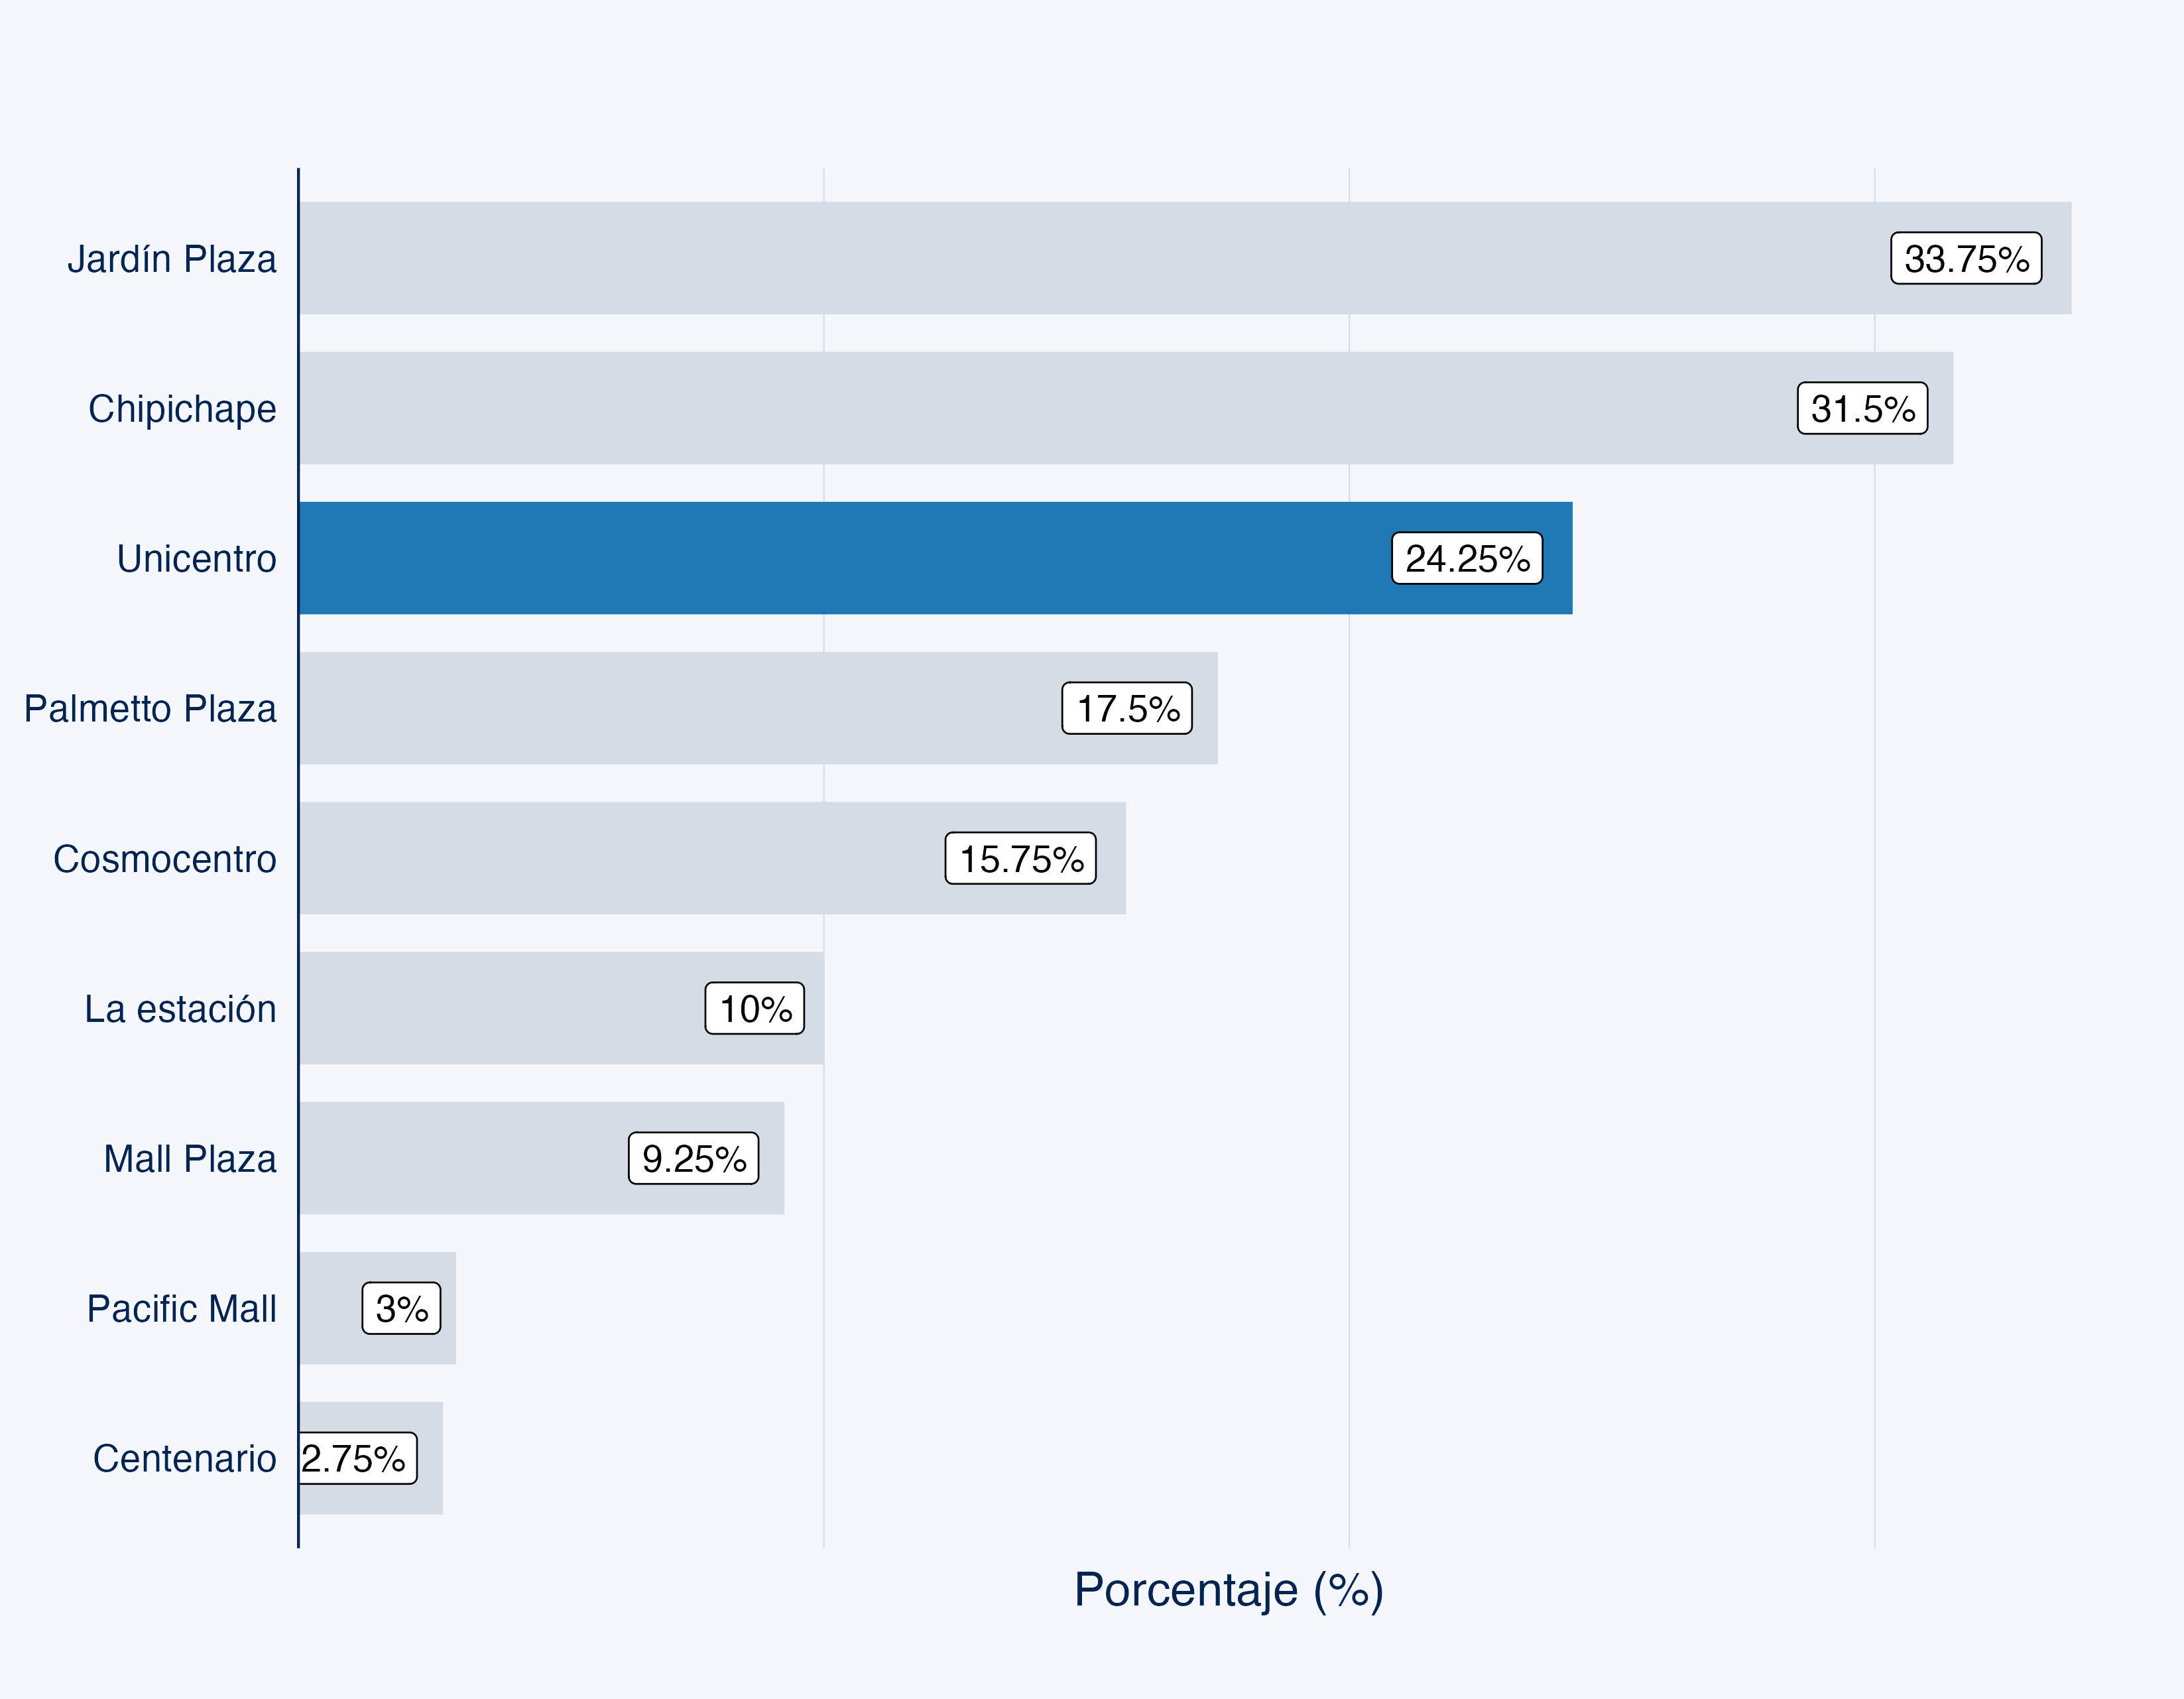 Jardín Plaza 33.75%
Chipichape 31.5%
Unicentro 24.25%
Palmetto Plaza 17.5%
Cosmocentro 15.75%
La estación 10%
Mall Plaza 9.25%
Pacific Mall 3%
Centenario 2.75%
Porcentaje (%)